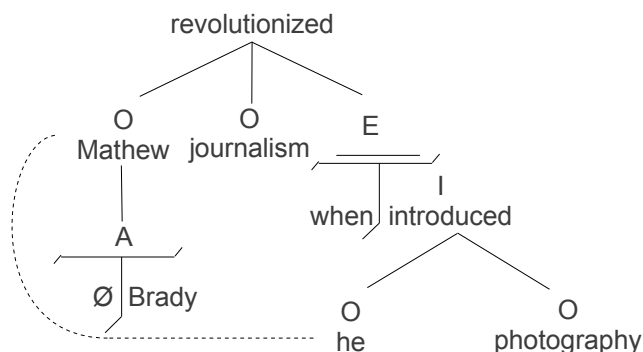 revolutionized
O O E
Mathew journalism
I
when introduced
A
Ø Brady
O O
he photography